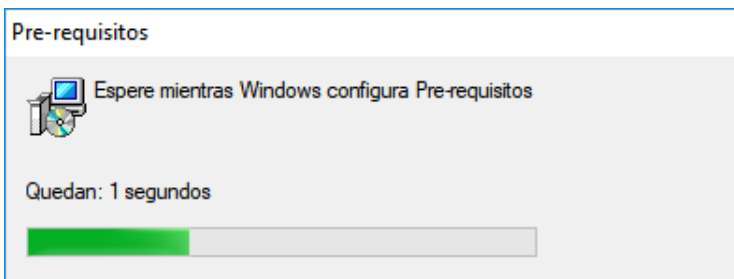 Pre-requisitos
Espere mientras Windows configura Pre-requisitos
Quedan: 1 segundos